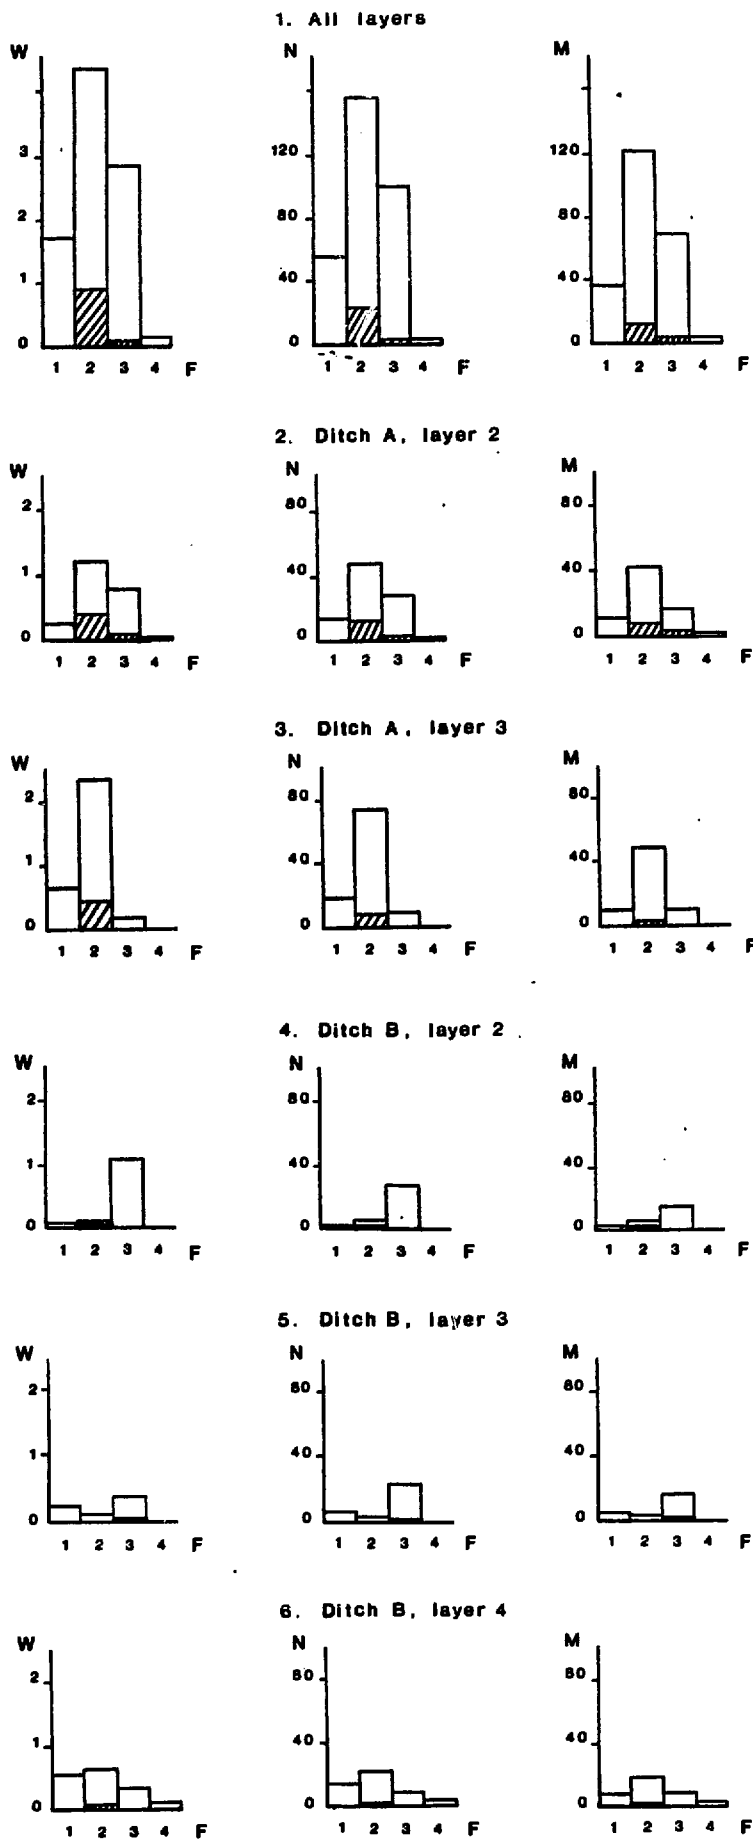 1. All layers
W N M
3 120 120
2 80 80
1 40 40
0 0 0
1 2 3 4 F 1 2 3 4 F 1 2 3 4 F
2. Ditch A, layer 2
W N M
2 80 80
1 40 40
0 0 0
1 2 3 4 F 1 2 3 4 F 1 2 3 4 F
3. Ditch A, layer 3
W N M
2 80 80
1 40 40
0 0 0
1 2 3 4 F 1 2 3 4 F 1 2 3 4 F
4. Ditch B, layer 2
W N M
2 80 80
1 40 40
0 0 0
1 2 3 4 F 1 2 3 4 F 1 2 3 4 F
5. Ditch B, layer 3
W N M
2 80 80
1 40 40
0 0 0
1 2 3 4 F 1 2 3 4 F 1 2 3 4 F
6. Ditch B, layer 4
W N M
2 80 80
1 40 40
0 0 0
1 2 3 4 F 1 2 3 4 F 1 2 3 4 F